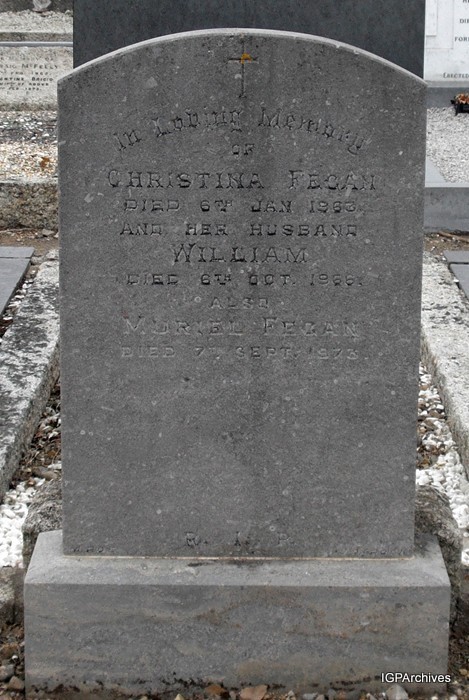 In Loving Memory
OF
CHRISTINA FEGAN
DIED 6TH JAN 1963.
AND HER HUSBAND
WILLIAM
DIED 6TH OCT. 1966.
ALSO
MURIEL FEGAN
DIED 7TH SEPT. 1973.
R. I. P.
IGPArchives